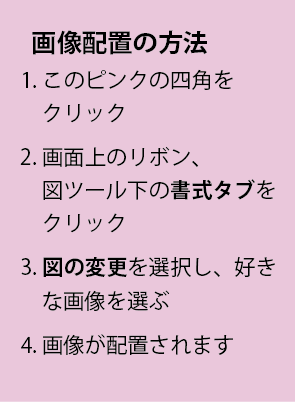 画像配置の方法
1. このピンクの四角を
クリック
2. 画面上のリボン、
図ツール下の書式タブを
クリック
3. 図の変更を選択し、好き
な画像を選ぶ
4. 画像が配置されます